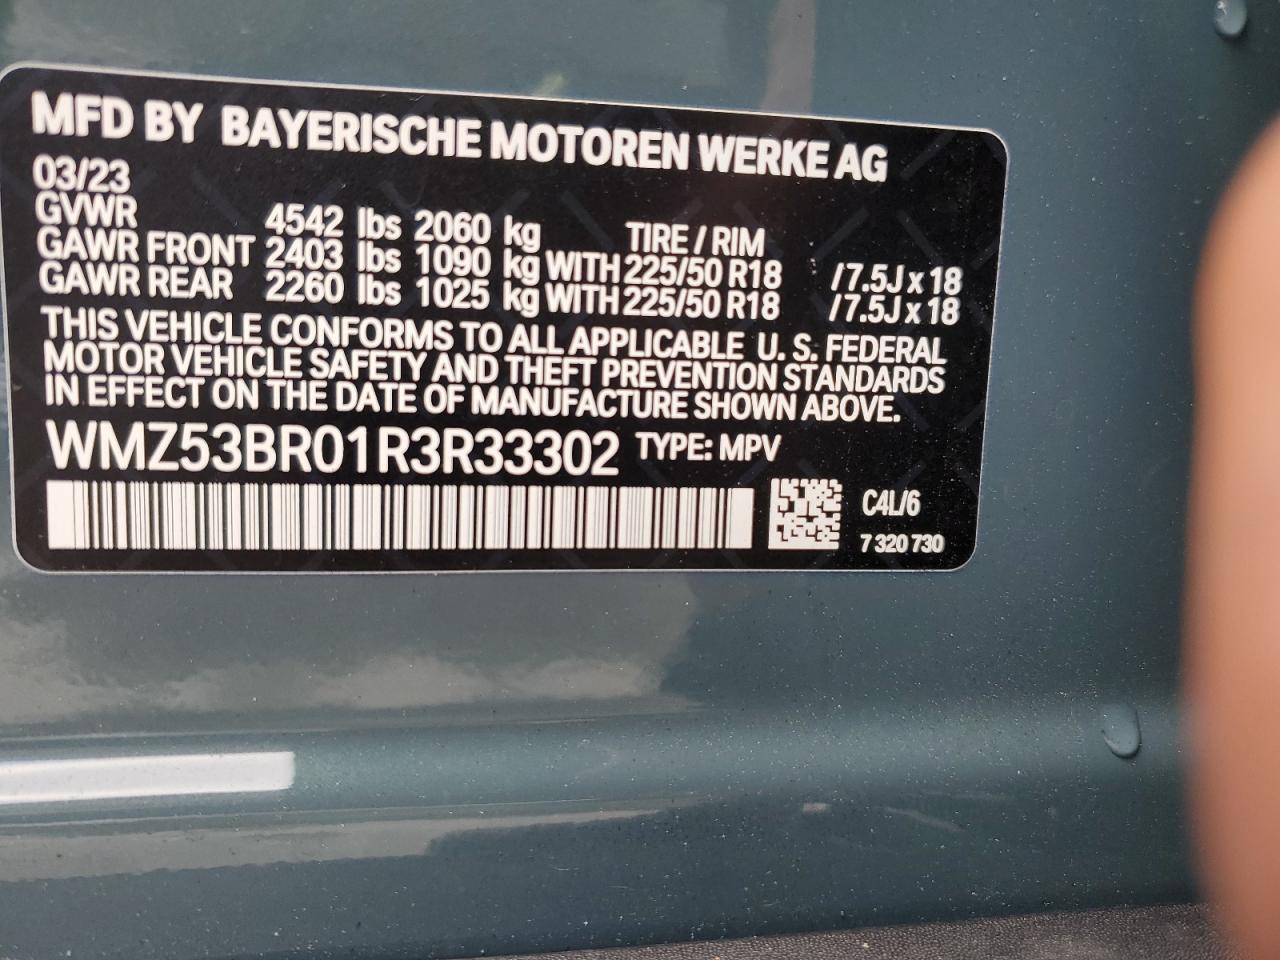 MFD BY BAYERISCHE MOTOREN WERKE AG
03/23
GVWR 4542 lbs 2060 kg TIRE / RIM
GAWR FRONT 2403 lbs 1090 kg WITH 225/50 R18 /7.5J x 18
GAWR REAR 2260 lbs 1025 kg WITH 225/50 R18 /7.5J x 18
THIS VEHICLE CONFORMS TO ALL APPLICABLE U. S. FEDERAL
MOTOR VEHICLE SAFETY AND THEFT PREVENTION STANDARDS
IN EFFECT ON THE DATE OF MANUFACTURE SHOWN ABOVE.
WMZ53BR01R3R33302 TYPE: MPV
C4L/6
7 320 730